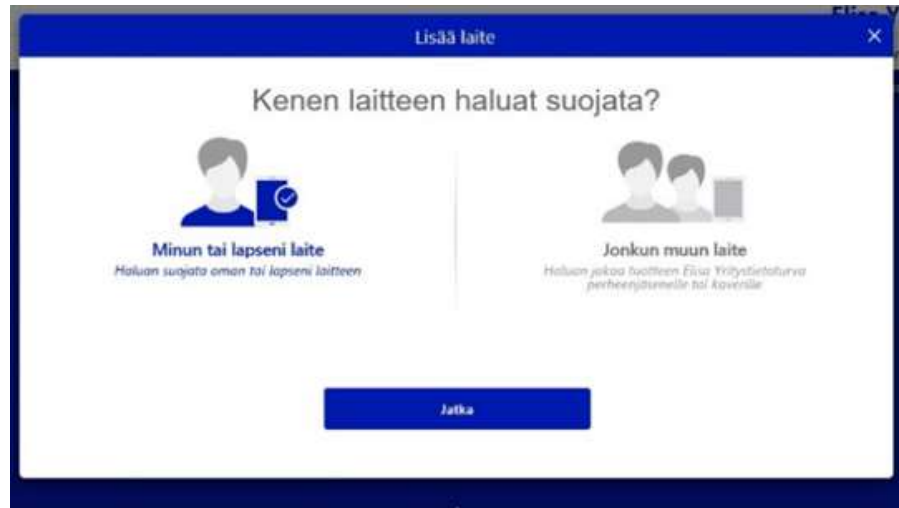 Elisa Y
Lisää laite
Kenen laitteen haluat suojata?
Minun tai lapseni laite
Haluan suojata oman tai lapseni laitteen
Jonkun muun laite
Haluan jakaa tuotteen Elisa Yritystietoturva
perheenjäsenelle tai kaverille
Jatka